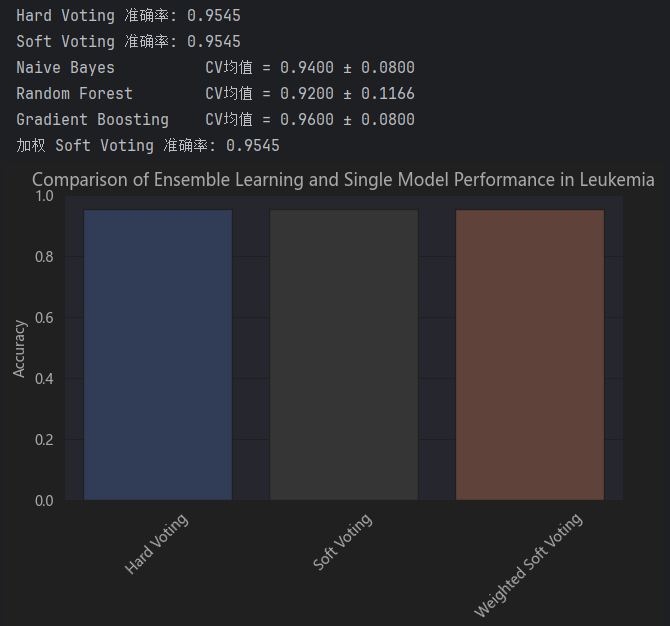 Hard Voting 准确率: 0.9545
Soft Voting 准确率: 0.9545
Naive Bayes CV均值 = 0.9400 ± 0.0800
Random Forest CV均值 = 0.9200 ± 0.1166
Gradient Boosting CV均值 = 0.9600 ± 0.0800
加权 Soft Voting 准确率: 0.9545
Comparison of Ensemble Learning and Single Model Performance in Leukemia
1.0
0.8
0.6
0.4
0.2
0.0
Accuracy
Hard Voting
Soft Voting
Weighted Soft Voting